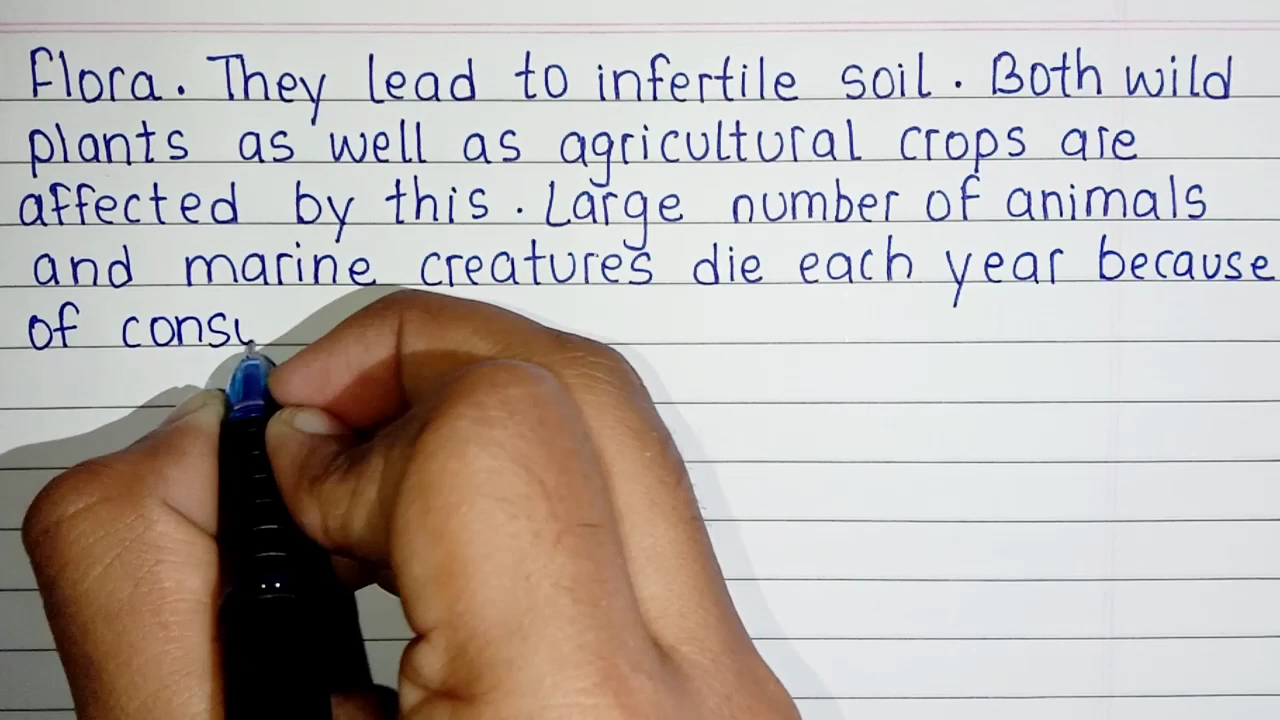 Flora. They lead to infertile soil. Both wild
plants as well as agricultural crops are
affected by this. Large number of animals
and marine creatures die each year because
of consu